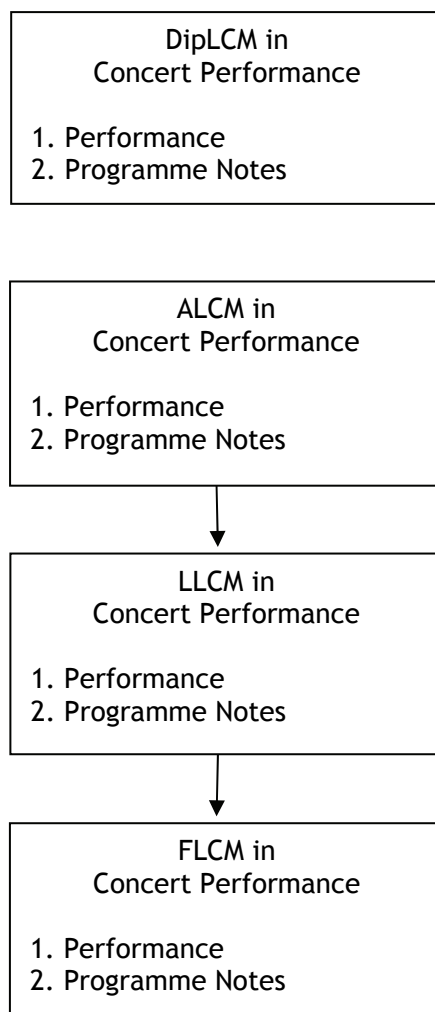 DipLCM in
Concert Performance
1. Performance
2. Programme Notes
ALCM in
Concert Performance
1. Performance
2. Programme Notes
LLCM in
Concert Performance
1. Performance
2. Programme Notes
FLCM in
Concert Performance
1. Performance
2. Programme Notes